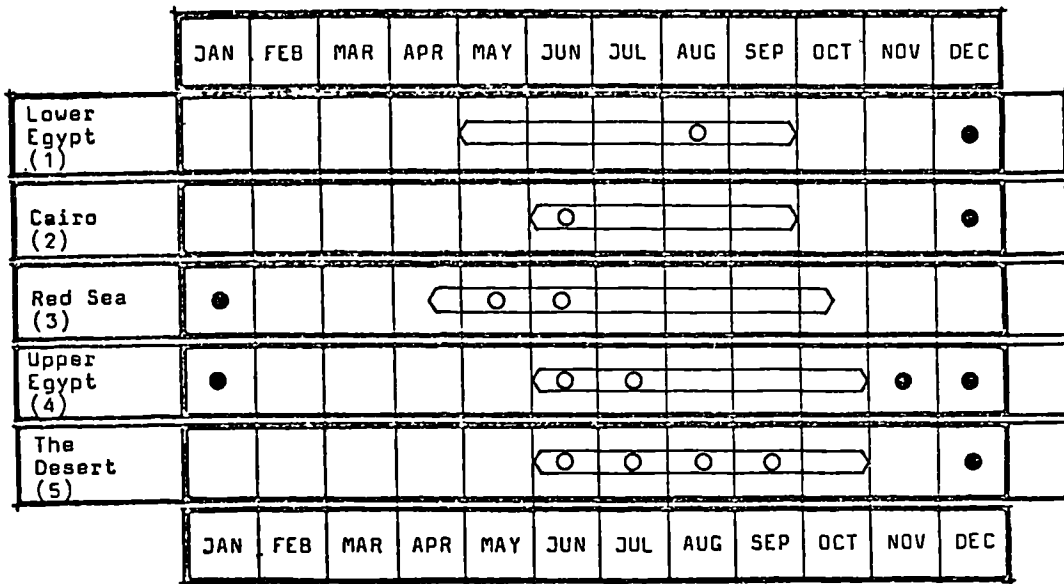 JAN FEB MAR APR MAY JUN JUL AUG SEP OCT NOV DEC
Lower
Egypt
(1)
Cairo
(2)
Red Sea
(3)
Upper
Egypt
(4)
The
Desert
(5)
JAN FEB MAR APR MAY JUN JUL AUG SEP OCT NOV DEC